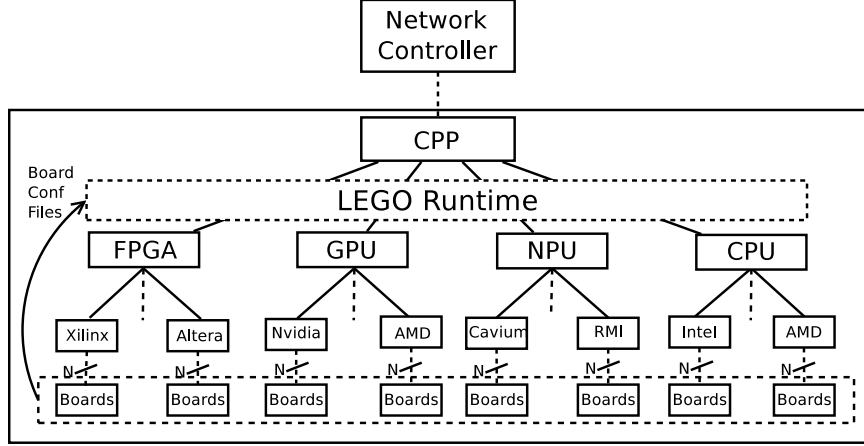 Network
Controller
CPP
Board
Conf
Files
LEGO Runtime
FPGA
GPU
NPU
CPU
Xilinx
Altera
Nvidia
AMD
Cavium
RMI
Intel
AMD
N
N
N
N
N
N
N
N
Boards
Boards
Boards
Boards
Boards
Boards
Boards
Boards